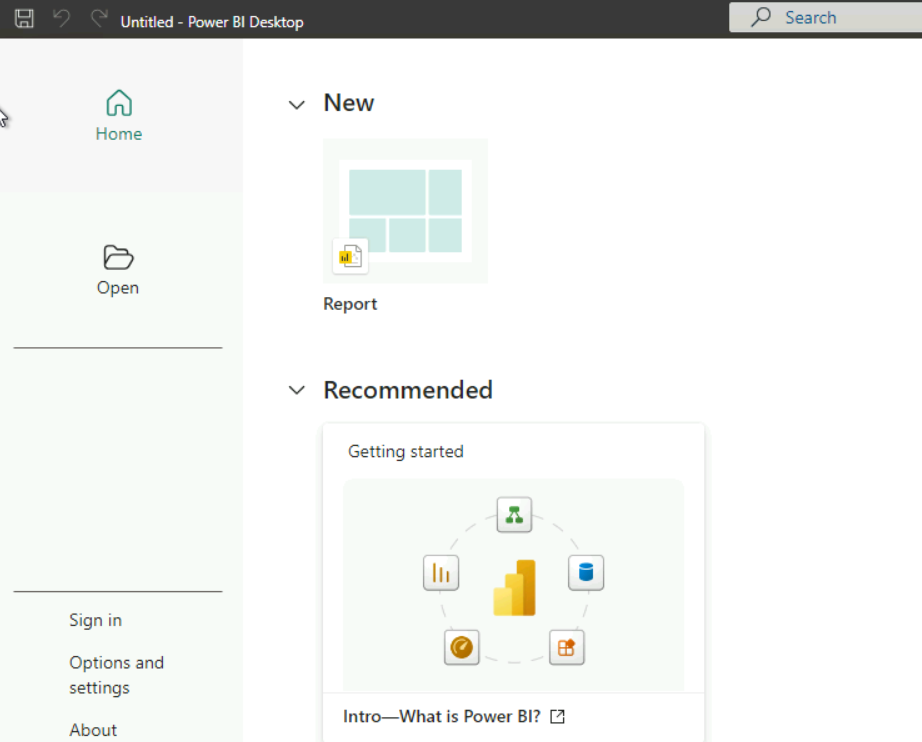 Untitled - Power BI Desktop
Search
Home
Open
Sign in
Options and
settings
About
New
Report
Recommended
Getting started
Intro—What is Power BI?